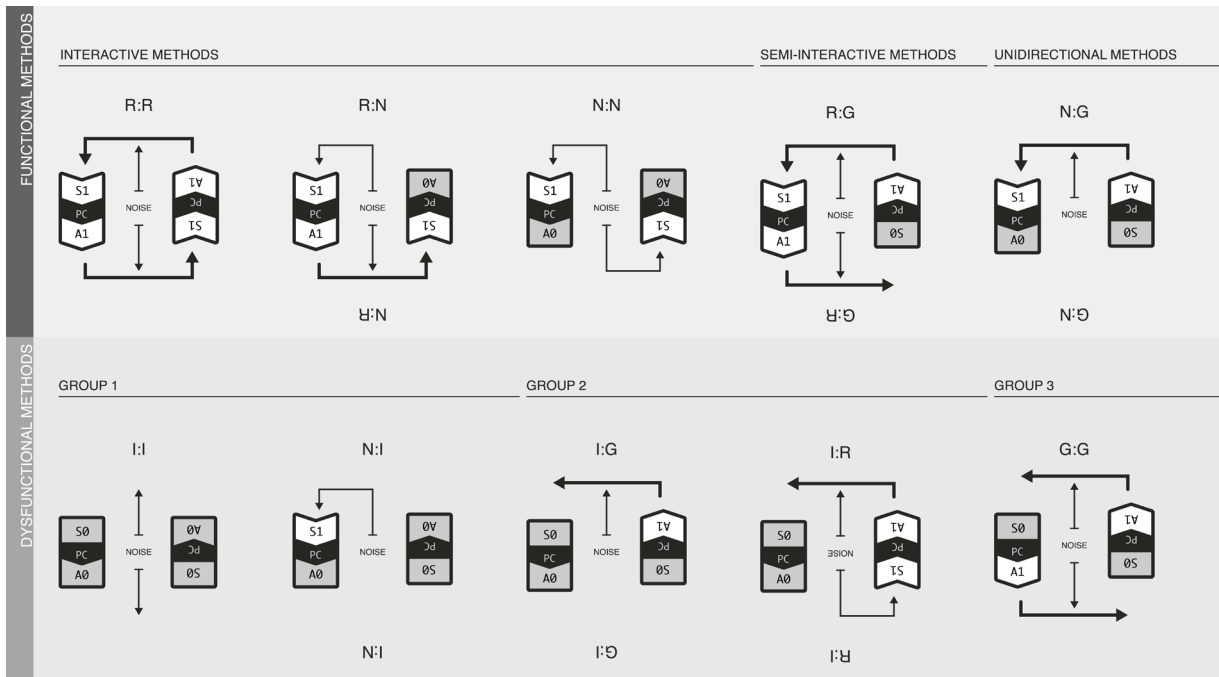 FUNCTIONAL METHODS
INTERACTIVE METHODS
SEMI-INTERACTIVE METHODS
UNIDIRECTIONAL METHODS
R:R
S1
PC
A1
NOISE
A1
PC
S1
R:N
S1
PC
A1
NOISE
A0
PC
S1
N:R
N:N
S1
PC
A0
NOISE
A0
PC
S1
R:G
S1
PC
A1
NOISE
A1
PC
S0
G:R
N:G
S1
PC
A0
NOISE
A1
PC
S0
G:N
DYSFUNCTIONAL METHODS
GROUP 1
GROUP 2
GROUP 3
I:I
S0
PC
A0
NOISE
A0
PC
S0
N:I
S1
PC
A0
NOISE
A0
PC
S0
I:N
I:G
S0
PC
A0
NOISE
A1
PC
S0
G:I
I:R
S0
PC
A0
NOISE
A1
PC
S1
R:I
G:G
S0
PC
A1
NOISE
A1
PC
S0